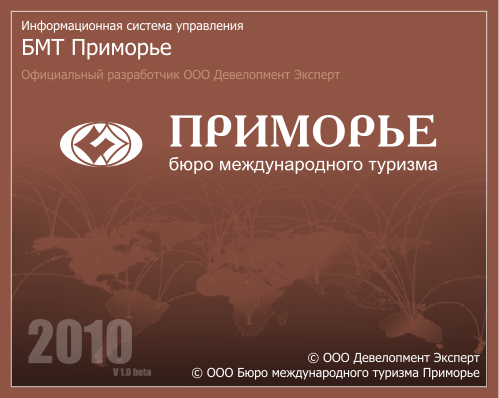 Информационная система управления
БМТ Приморье
Официальный разработчик ООО Девелопмент Эксперт
ПРИМОРЬЕ
бюро международного туризма
2010
V 1.0 beta
© ООО Девелопмент Эксперт
© ООО Бюро международного туризма Приморье